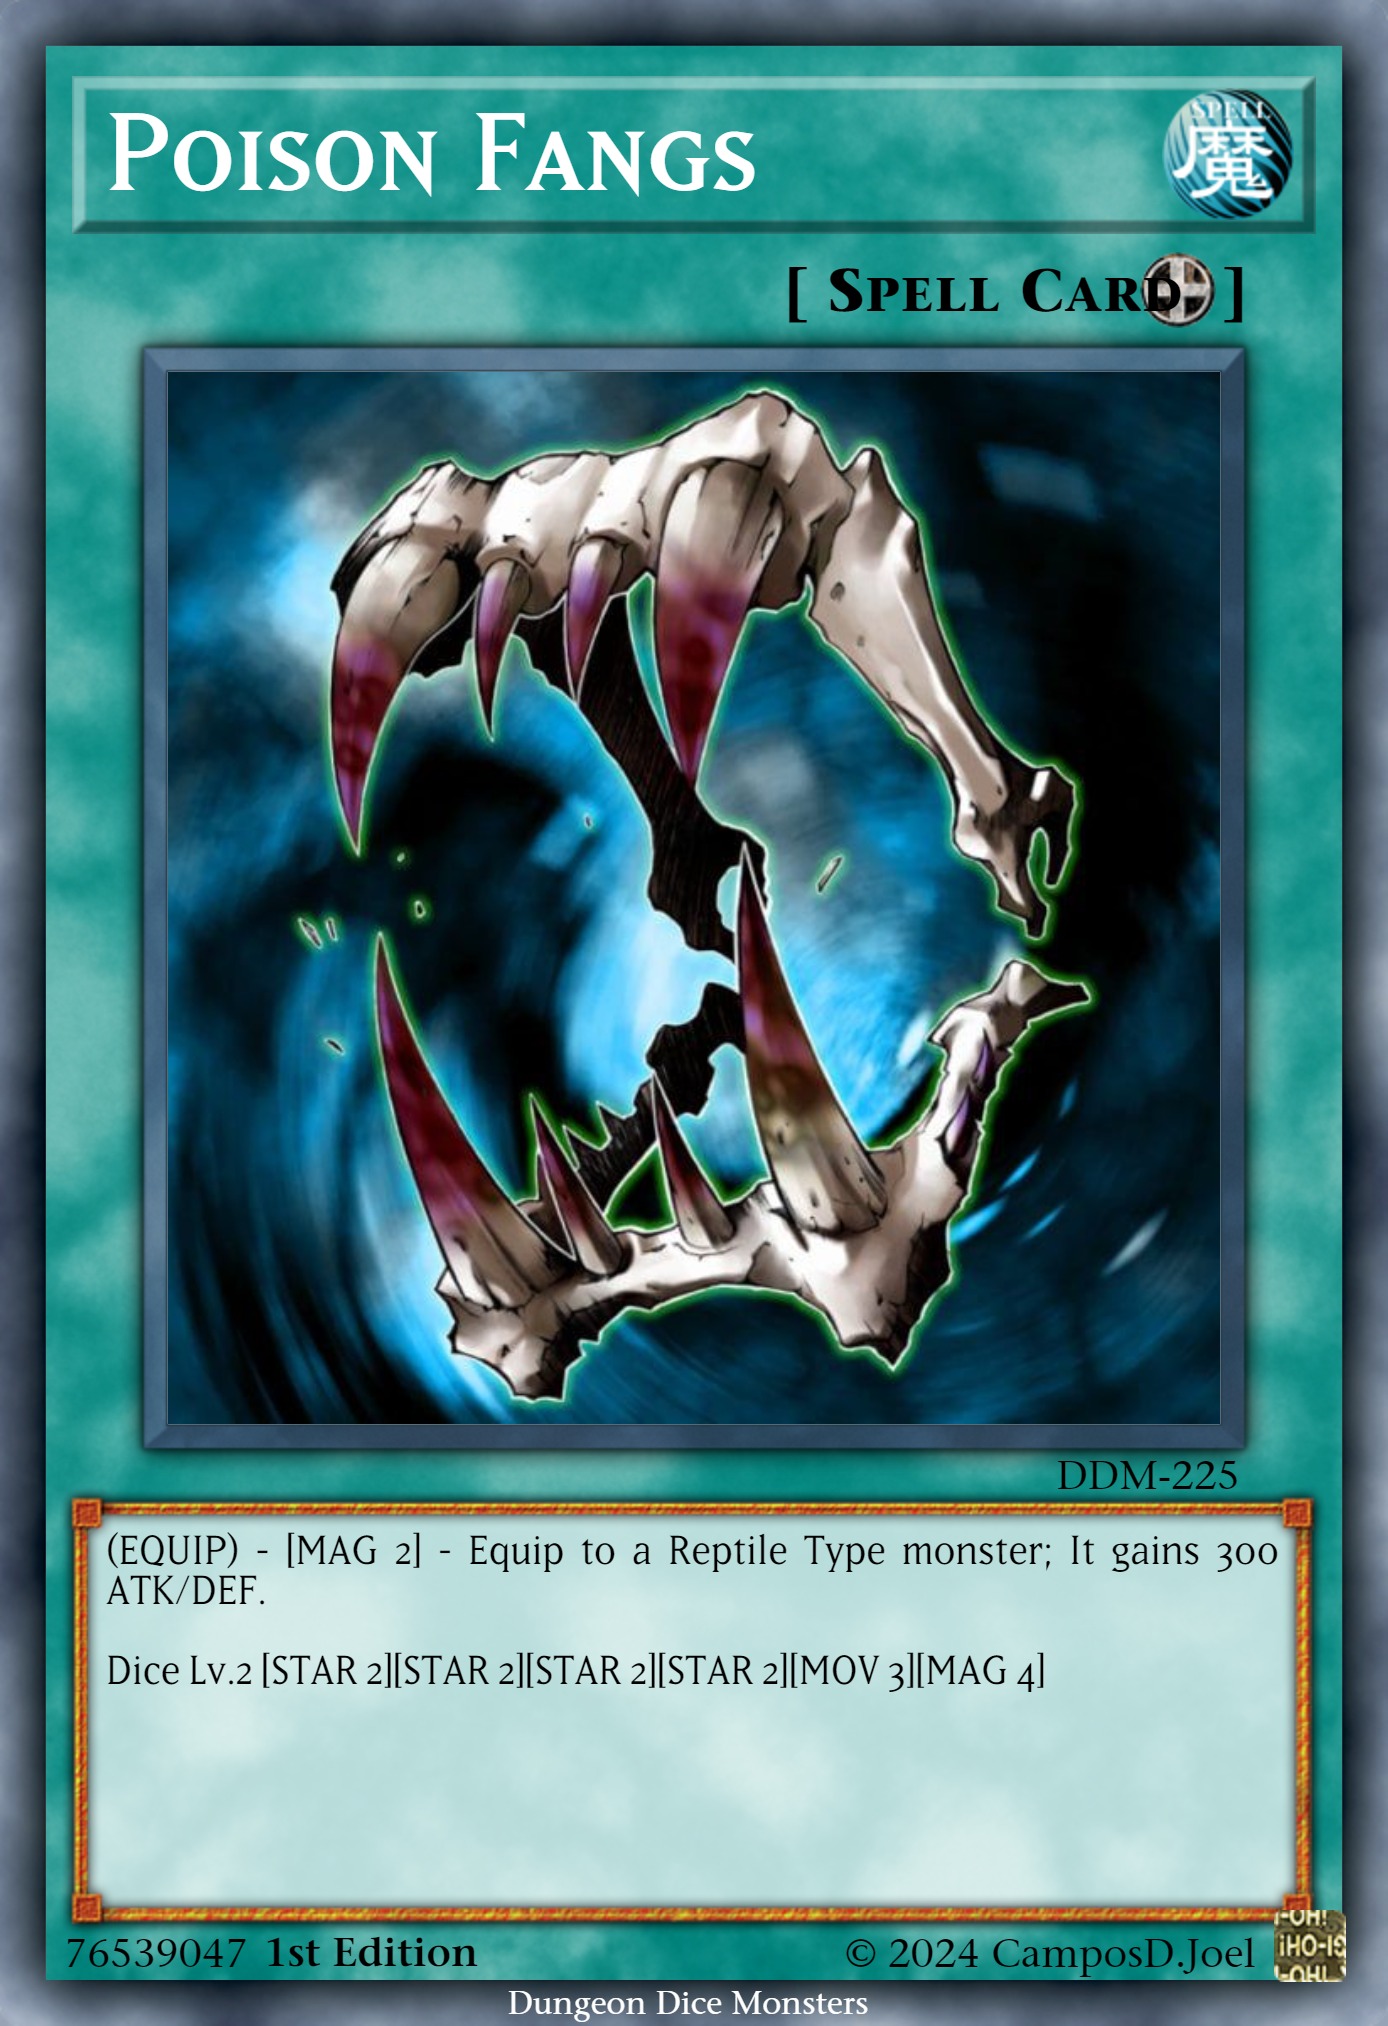 Poison Fangs
SPELL
魔
[ Spell Card ]
DDM-225
(EQUIP) - [MAG 2] - Equip to a Reptile Type monster; It gains 300
ATK/DEF.
Dice Lv.2 [STAR 2][STAR 2][STAR 2][STAR 2][MOV 3][MAG 4]
76539047 1st Edition
© 2024 CamposD.Joel
Dungeon Dice Monsters